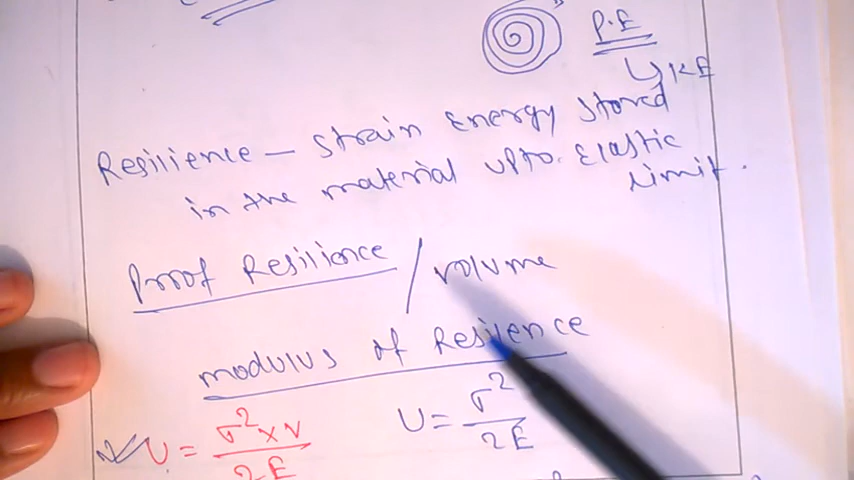 P.E
KE
Resilience - strain Energy stored
in the material upto. Elastic
limit.
Proof Resilience / volume
modulus of Resience
U = σ² × V / 2E
U = σ² / 2E